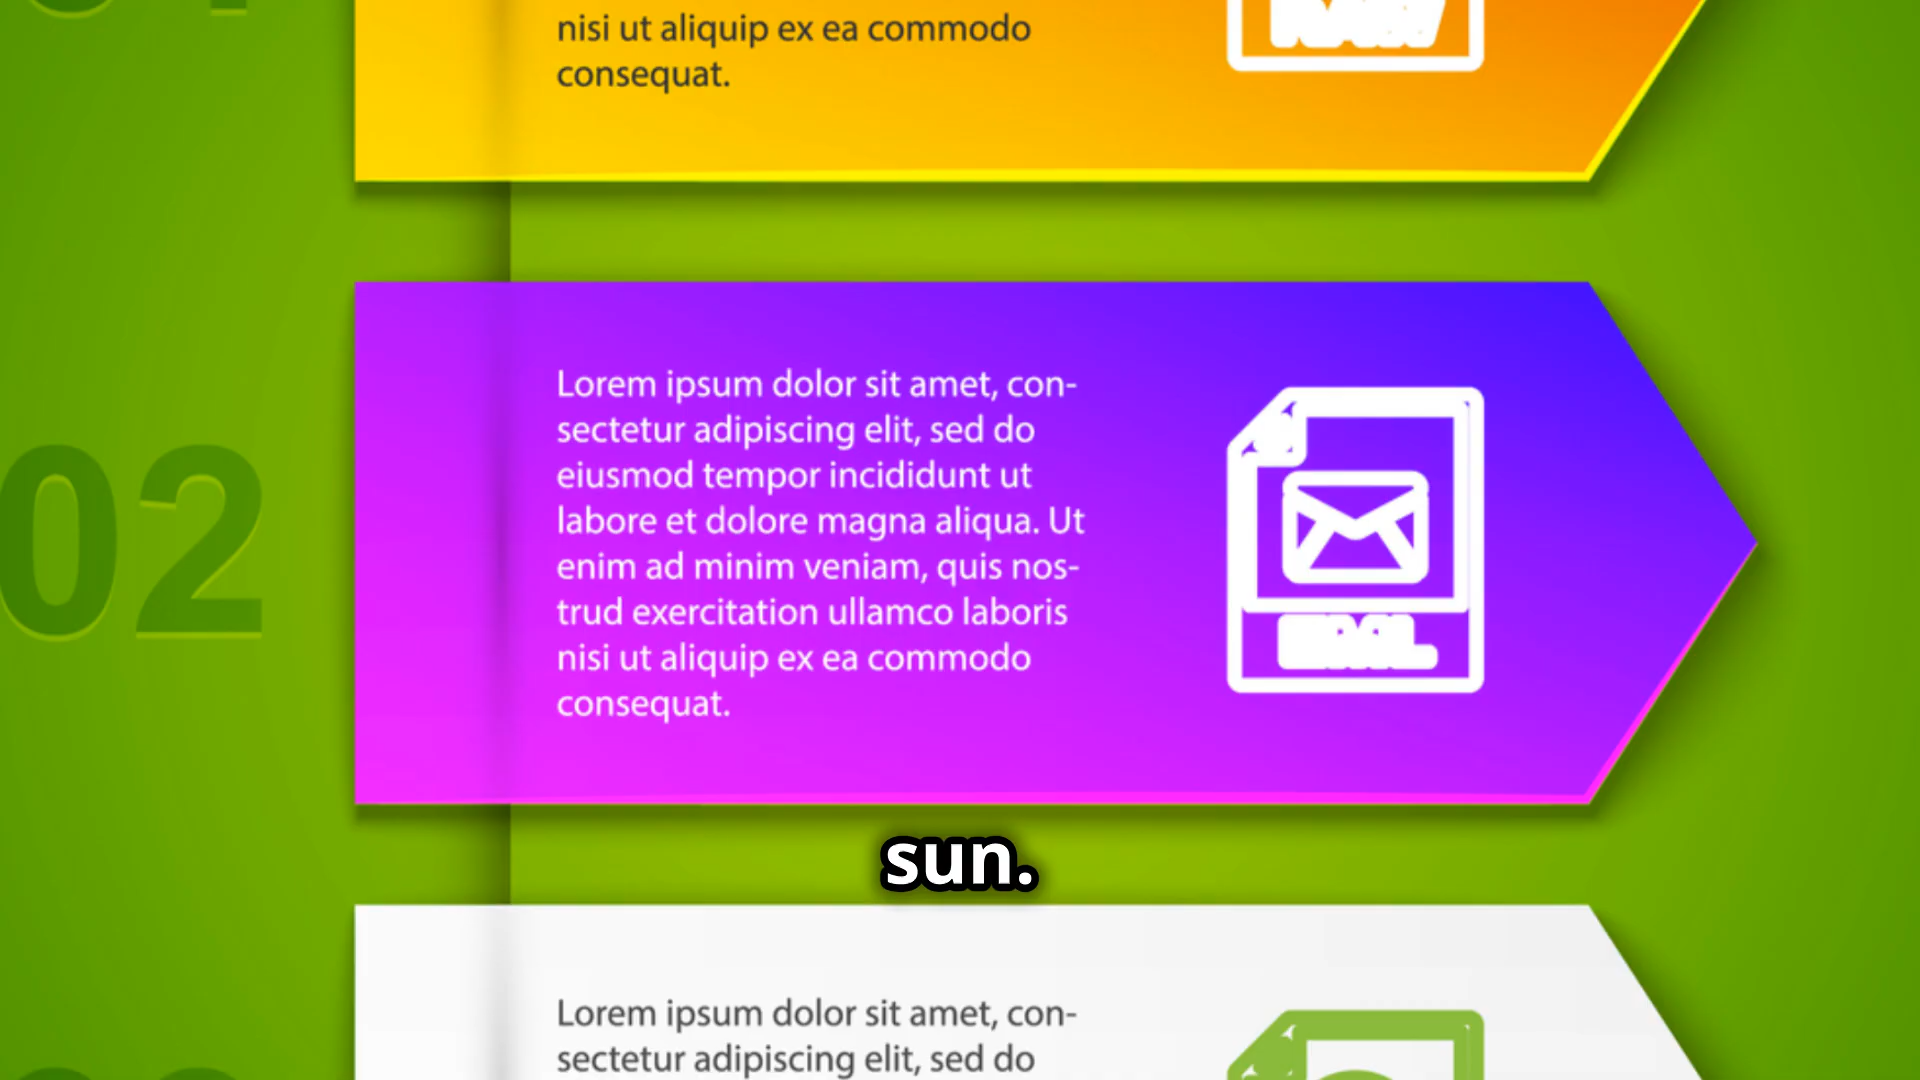 nisi ut aliquip ex ea commodo
consequat.
02
Lorem ipsum dolor sit amet, con-
sectetur adipiscing elit, sed do
eiusmod tempor incididunt ut
labore et dolore magna aliqua. Ut
enim ad minim veniam, quis nos-
trud exercitation ullamco laboris
nisi ut aliquip ex ea commodo
consequat.
sun.
Lorem ipsum dolor sit amet, con-
sectetur adipiscing elit, sed do